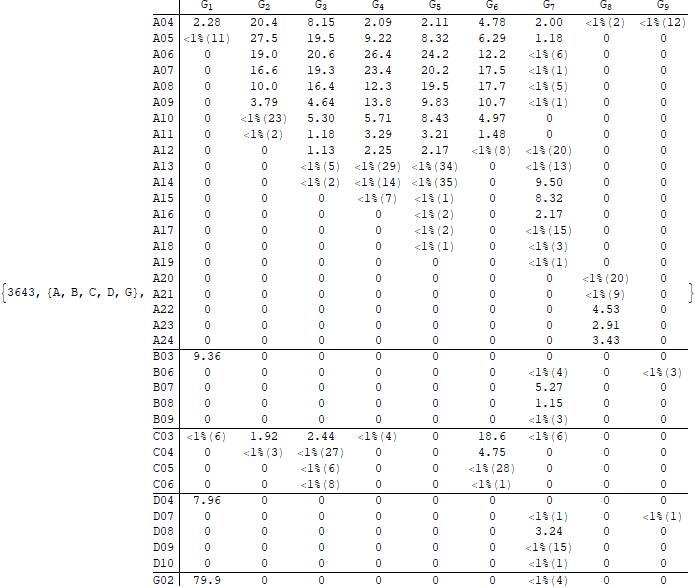 G1 G2 G3 G4 G5 G6 G7 G8 G9
A04 2.28 20.4 8.15 2.09 2.11 4.78 2.00 <1%(2) <1%(12)
A05 <1%(11) 27.5 19.5 9.22 8.32 6.29 1.18 0 0
A06 0 19.0 20.6 26.4 24.2 12.2 <1%(6) 0 0
A07 0 16.6 19.3 23.4 20.2 17.5 <1%(1) 0 0
A08 0 10.0 16.4 12.3 19.5 17.7 <1%(5) 0 0
A09 0 3.79 4.64 13.8 9.83 10.7 <1%(1) 0 0
A10 0 <1%(23) 5.30 5.71 8.43 4.97 0 0 0
A11 0 <1%(2) 1.18 3.29 3.21 1.48 0 0 0
A12 0 0 1.13 2.25 2.17 <1%(8) <1%(20) 0 0
A13 0 0 <1%(5) <1%(29) <1%(34) 0 <1%(13) 0 0
A14 0 0 <1%(2) <1%(14) <1%(35) 0 9.50 0 0
A15 0 0 0 <1%(7) <1%(1) 0 8.32 0 0
A16 0 0 0 0 <1%(2) 0 2.17 0 0
A17 0 0 0 0 <1%(2) 0 <1%(15) 0 0
A18 0 0 0 0 <1%(1) 0 <1%(3) 0 0
A19 0 0 0 0 0 0 <1%(1) 0 0
A20 0 0 0 0 0 0 0 <1%(20) 0
{3643, {A, B, C, D, G}, A21 0 0 0 0 0 0 0 <1%(9) 0 }
A22 0 0 0 0 0 0 0 4.53 0
A23 0 0 0 0 0 0 0 2.91 0
A24 0 0 0 0 0 0 0 3.43 0
B03 9.36 0 0 0 0 0 0 0 0
B06 0 0 0 0 0 0 <1%(4) 0 <1%(3)
B07 0 0 0 0 0 0 5.27 0 0
B08 0 0 0 0 0 0 1.15 0 0
B09 0 0 0 0 0 0 <1%(3) 0 0
C03 <1%(6) 1.92 2.44 <1%(4) 0 18.6 <1%(6) 0 0
C04 0 <1%(3) <1%(27) 0 0 4.75 0 0 0
C05 0 0 <1%(6) 0 0 <1%(28) 0 0 0
C06 0 0 <1%(8) 0 0 <1%(1) 0 0 0
D04 7.96 0 0 0 0 0 0 0 0
D07 0 0 0 0 0 0 <1%(1) 0 <1%(1)
D08 0 0 0 0 0 0 3.24 0 0
D09 0 0 0 0 0 0 <1%(15) 0 0
D10 0 0 0 0 0 0 <1%(1) 0 0
G02 79.9 0 0 0 0 0 <1%(4) 0 0